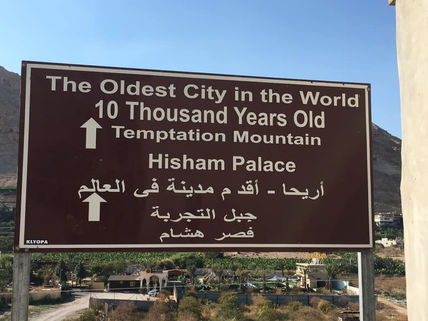 The Oldest City in the World
10 Thousand Years Old
Temptation Mountain
Hisham Palace
أريحا - أقدم مدينة فى العالم
جبل التجربة
قصر هشام
KLYOPA